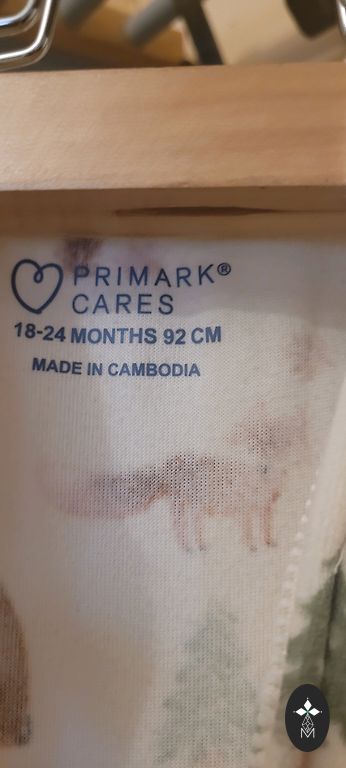 PRIMARK®
CARES
18-24 MONTHS 92 CM
MADE IN CAMBODIA